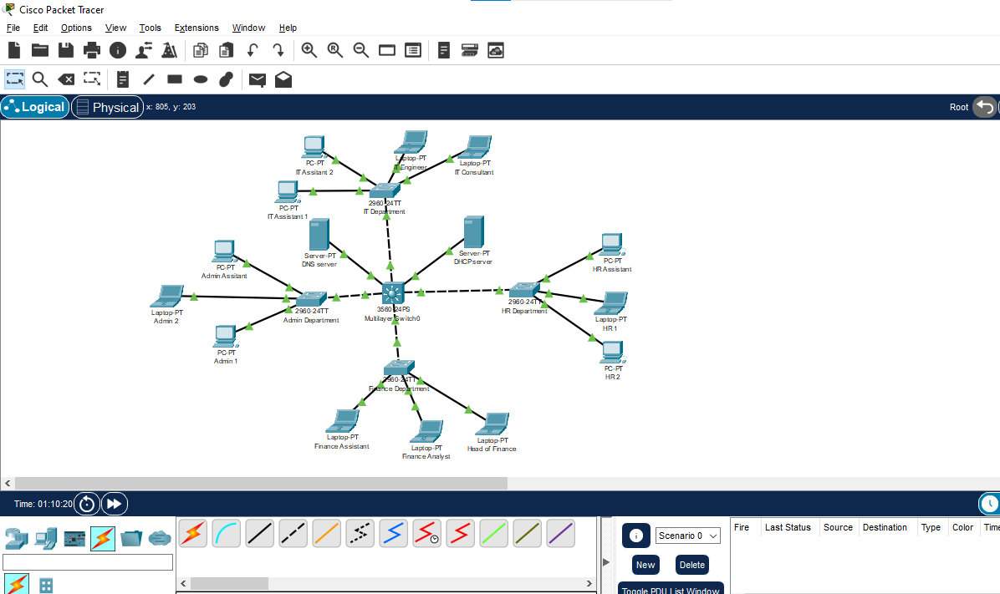 Cisco Packet Tracer
File Edit Options View Tools Extensions Window Help
Logical Physical x: 805, y: 203 Root
PC-PT
IT Assitant 2
Laptop-PT
IT Engineer
Laptop-PT
IT Consultant
PC-PT
IT Assistant 1
2960-24TT
IT Department
Server-PT
DNS server
Server-PT
DHCP server
PC-PT
Admin Assitant
PC-PT
HR Assistant
Laptop-PT
Admin 2
2960-24TT
Admin Department
3560-24PS
Multilayer Switch0
2960-24TT
HR Department
Laptop-PT
HR 1
PC-PT
Admin 1
PC-PT
HR 2
2960-24TT
Finance Department
Laptop-PT
Finance Assistant
Laptop-PT
Finance Analyst
Laptop-PT
Head of Finance
Time: 01:10:20
Scenario 0
New Delete
Toggle PDU List Window
Fire Last Status Source Destination Type Color Time